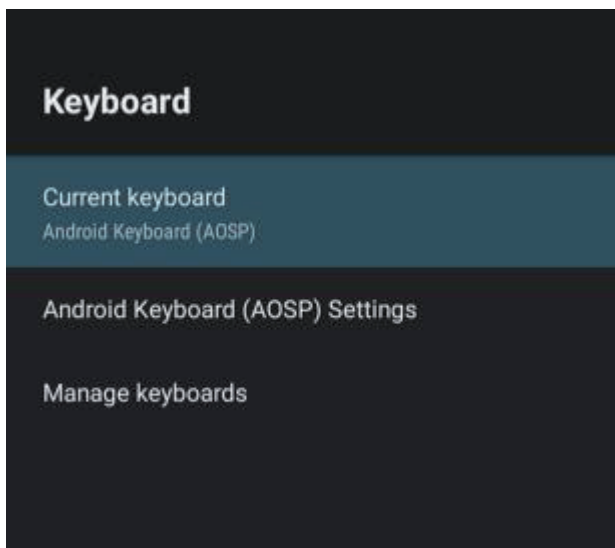 Keyboard
Current keyboard
Android Keyboard (AOSP)
Android Keyboard (AOSP) Settings
Manage keyboards